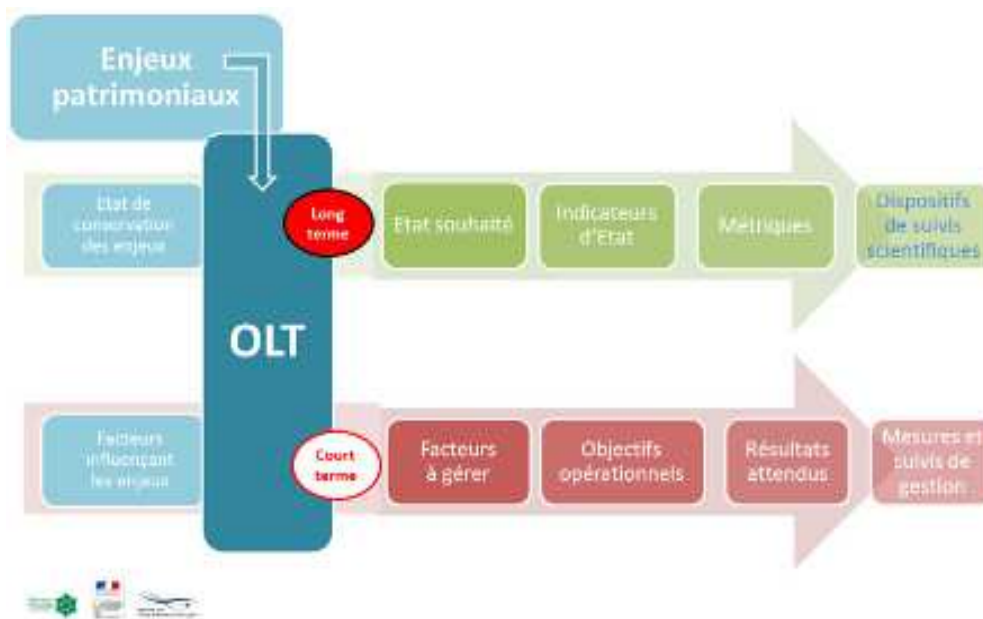 Enjeux
patrimoniaux
Etat de
conservation
des enjeux
Long
terme
Etat souhaité
Indicateurs
d'Etat
Métriques
Dispositifs
de suivis
scientifiques
OLT
Facteurs
influençant
les enjeux
Court
terme
Facteurs
à gérer
Objectifs
opérationnels
Résultats
attendus
Mesures et
suivis de
gestion